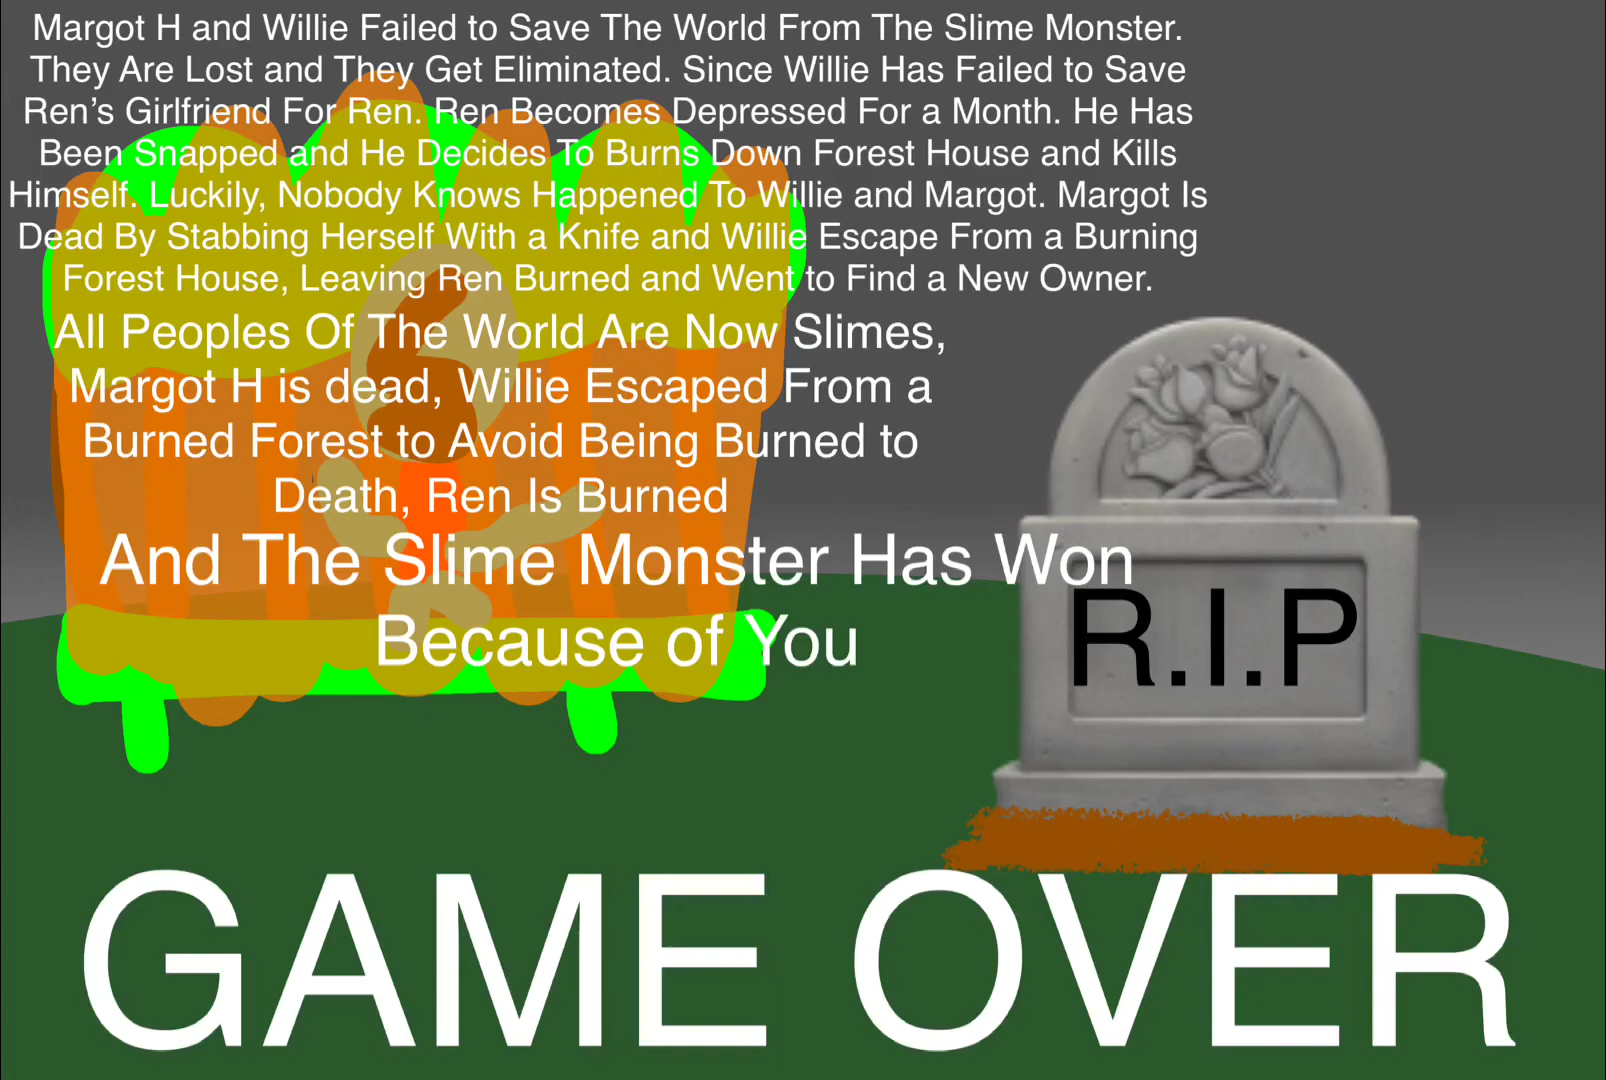 Margot H and Willie Failed to Save The World From The Slime Monster.
They Are Lost and They Get Eliminated. Since Willie Has Failed to Save
Ren's Girlfriend For Ren. Ren Becomes Depressed For a Month. He Has
Been Snapped and He Decides To Burns Down Forest House and Kills
Himself. Luckily, Nobody Knows Happened To Willie and Margot. Margot Is
Dead By Stabbing Herself With a Knife and Willie Escape From a Burning
Forest House, Leaving Ren Burned and Went to Find a New Owner.
All Peoples Of The World Are Now Slimes,
Margot H is dead, Willie Escaped From a
Burned Forest to Avoid Being Burned to
Death, Ren Is Burned
And The Slime Monster Has Won
Because of You
R.I.P
GAME OVER